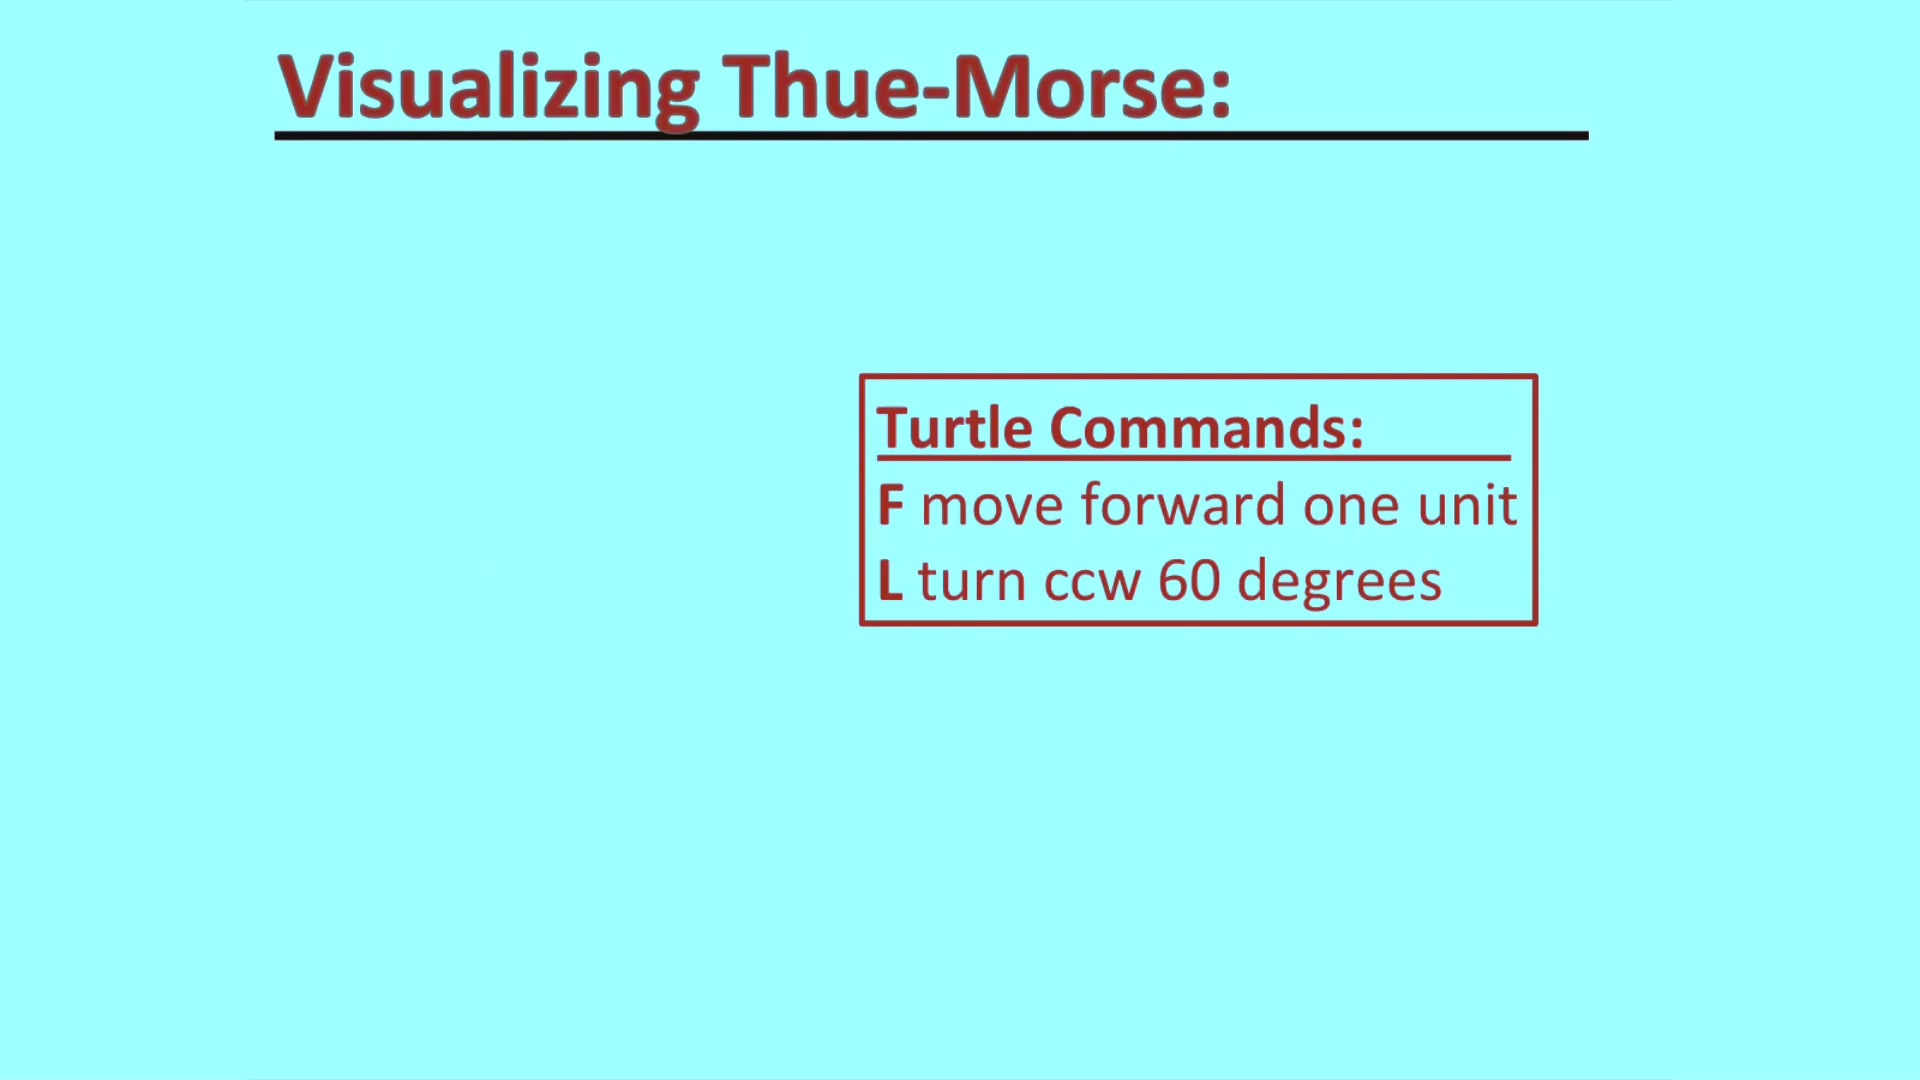 Visualizing Thue-Morse:
Turtle Commands:
F move forward one unit
L turn ccw 60 degrees